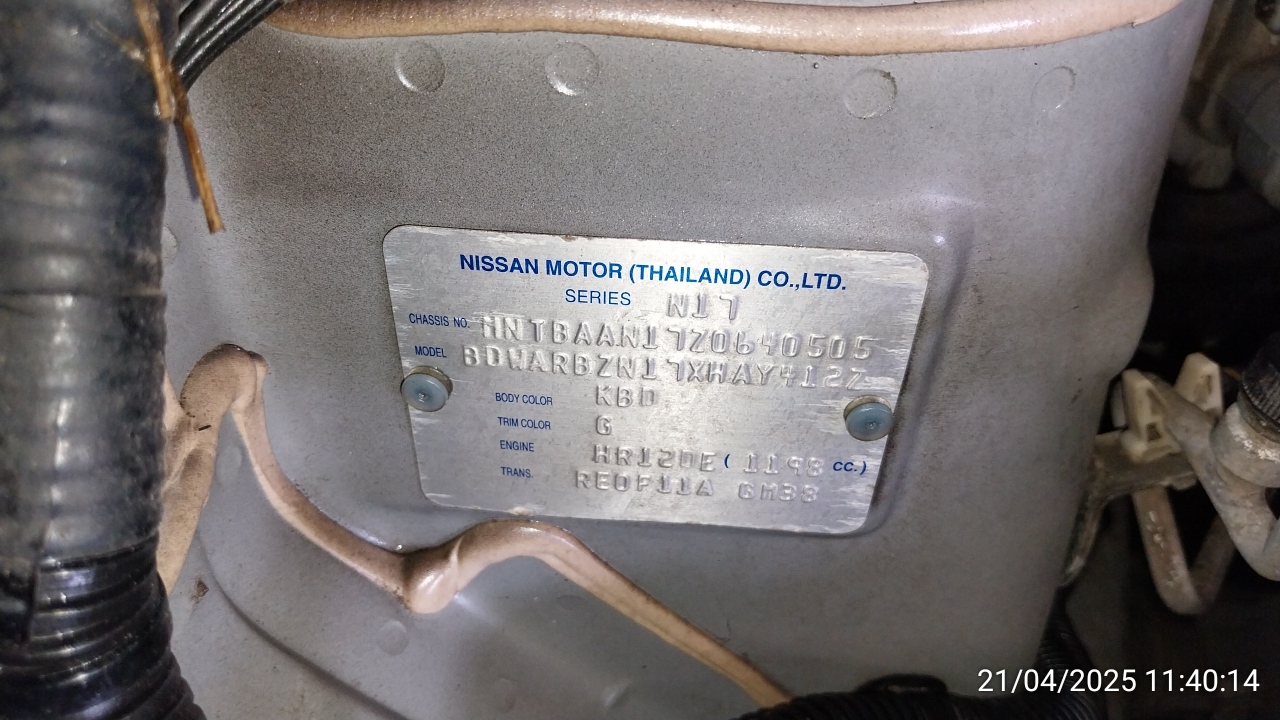 NISSAN MOTOR (THAILAND) CO.,LTD.
SERIES N17
CHASSIS NO. MNTBAAN17Z0640505
MODEL BDWARBZN17XHAY4127
BODY COLOR KBD
TRIM COLOR G
ENGINE HR12DE ( 1198 CC.)
TRANS. RE0F11A GM38
21/04/2025 11:40:14